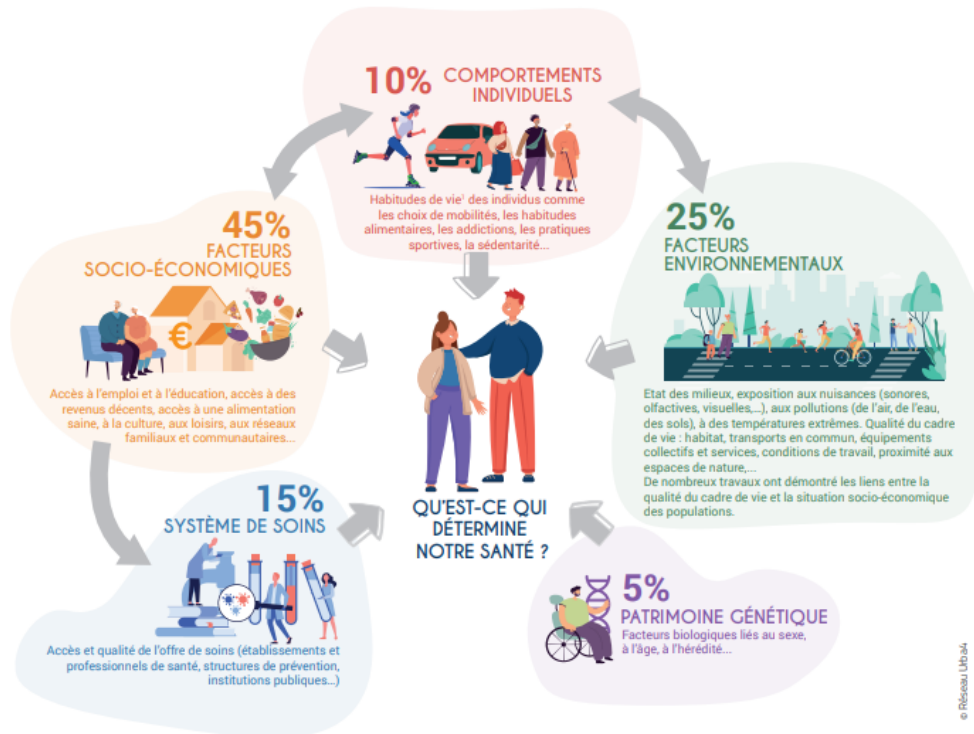 10% COMPORTEMENTS
INDIVIDUELS
Habitudes de vie¹ des individus comme
les choix de mobilités, les habitudes
alimentaires, les addictions, les pratiques
sportives, la sédentarité...
45%
FACTEURS
SOCIO-ÉCONOMIQUES
€
Accès à l'emploi et à l'éducation, accès à des
revenus décents, accès à une alimentation
saine, à la culture, aux loisirs, aux réseaux
familiaux et communautaires...
25%
FACTEURS
ENVIRONNEMENTAUX
Etat des milieux, exposition aux nuisances (sonores,
olfactives, visuelles,...), aux pollutions (de l'air, de l'eau,
des sols), à des températures extrêmes. Qualité du cadre
de vie : habitat, transports en commun, équipements
collectifs et services, conditions de travail, proximité aux
espaces de nature,...
De nombreux travaux ont démontré les liens entre la
qualité du cadre de vie et la situation socio-économique
des populations.
15%
SYSTÈME DE SOINS
Accès et qualité de l'offre de soins (établissements et
professionnels de santé, structures de prévention,
institutions publiques...)
QU'EST-CE QUI
DÉTERMINE
NOTRE SANTÉ ?
5%
PATRIMOINE GÉNÉTIQUE
Facteurs biologiques liés au sexe,
à l'âge, à l'hérédité...
© Réseau Urba4